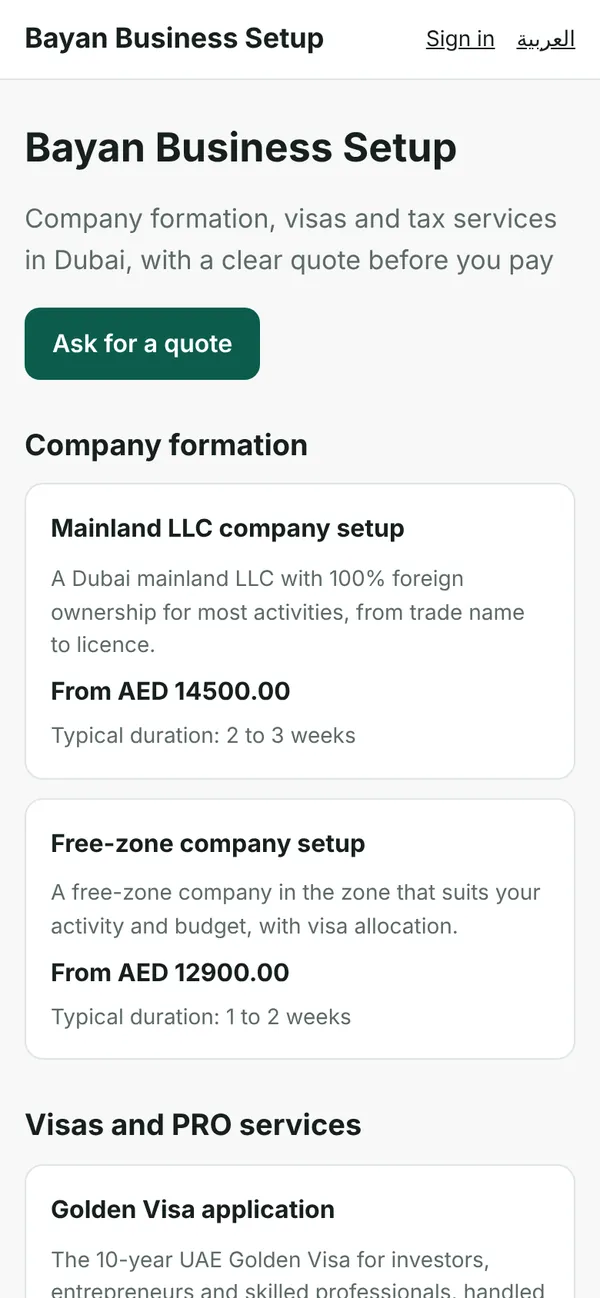 Bayan Business Setup
Sign in
العربية
Bayan Business Setup
Company formation, visas and tax services
in Dubai, with a clear quote before you pay
Ask for a quote
Company formation
Mainland LLC company setup
A Dubai mainland LLC with 100% foreign
ownership for most activities, from trade name
to licence.
From AED 14500.00
Typical duration: 2 to 3 weeks
Free-zone company setup
A free-zone company in the zone that suits your
activity and budget, with visa allocation.
From AED 12900.00
Typical duration: 1 to 2 weeks
Visas and PRO services
Golden Visa application
The 10-year UAE Golden Visa for investors,
entrepreneurs and skilled professionals, handled